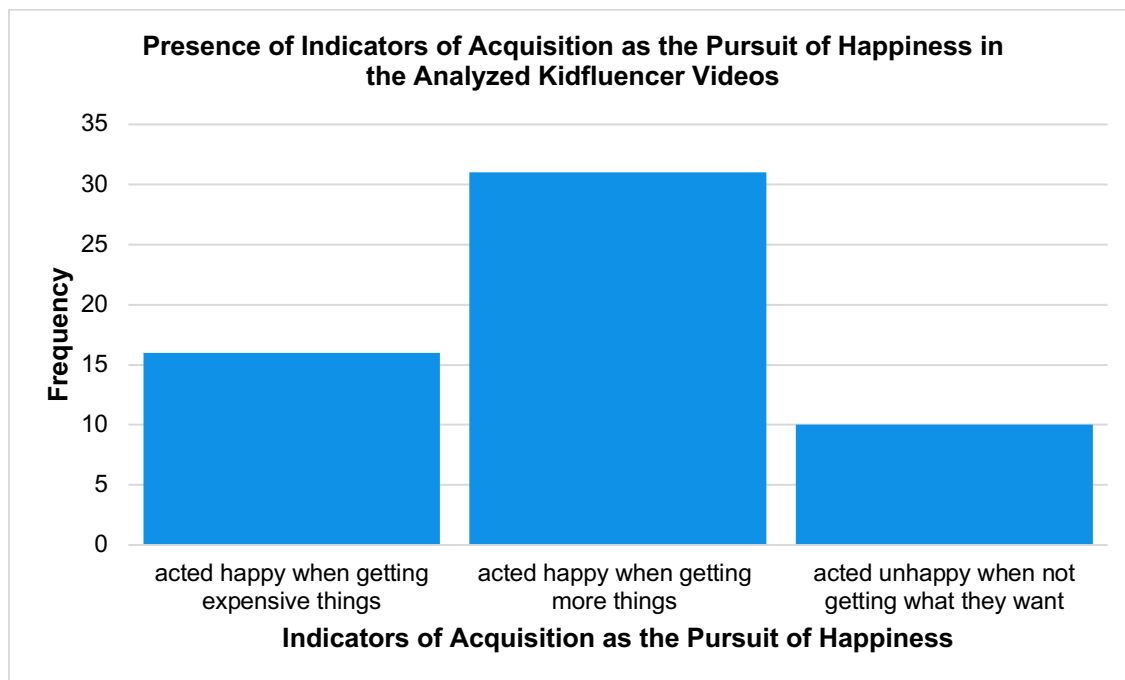 Presence of Indicators of Acquisition as the Pursuit of Happiness in
the Analyzed Kidfluencer Videos
35
30
25
20
15
10
5
0
Frequency
acted happy when getting
expensive things
acted happy when getting
more things
acted unhappy when not
getting what they want
Indicators of Acquisition as the Pursuit of Happiness